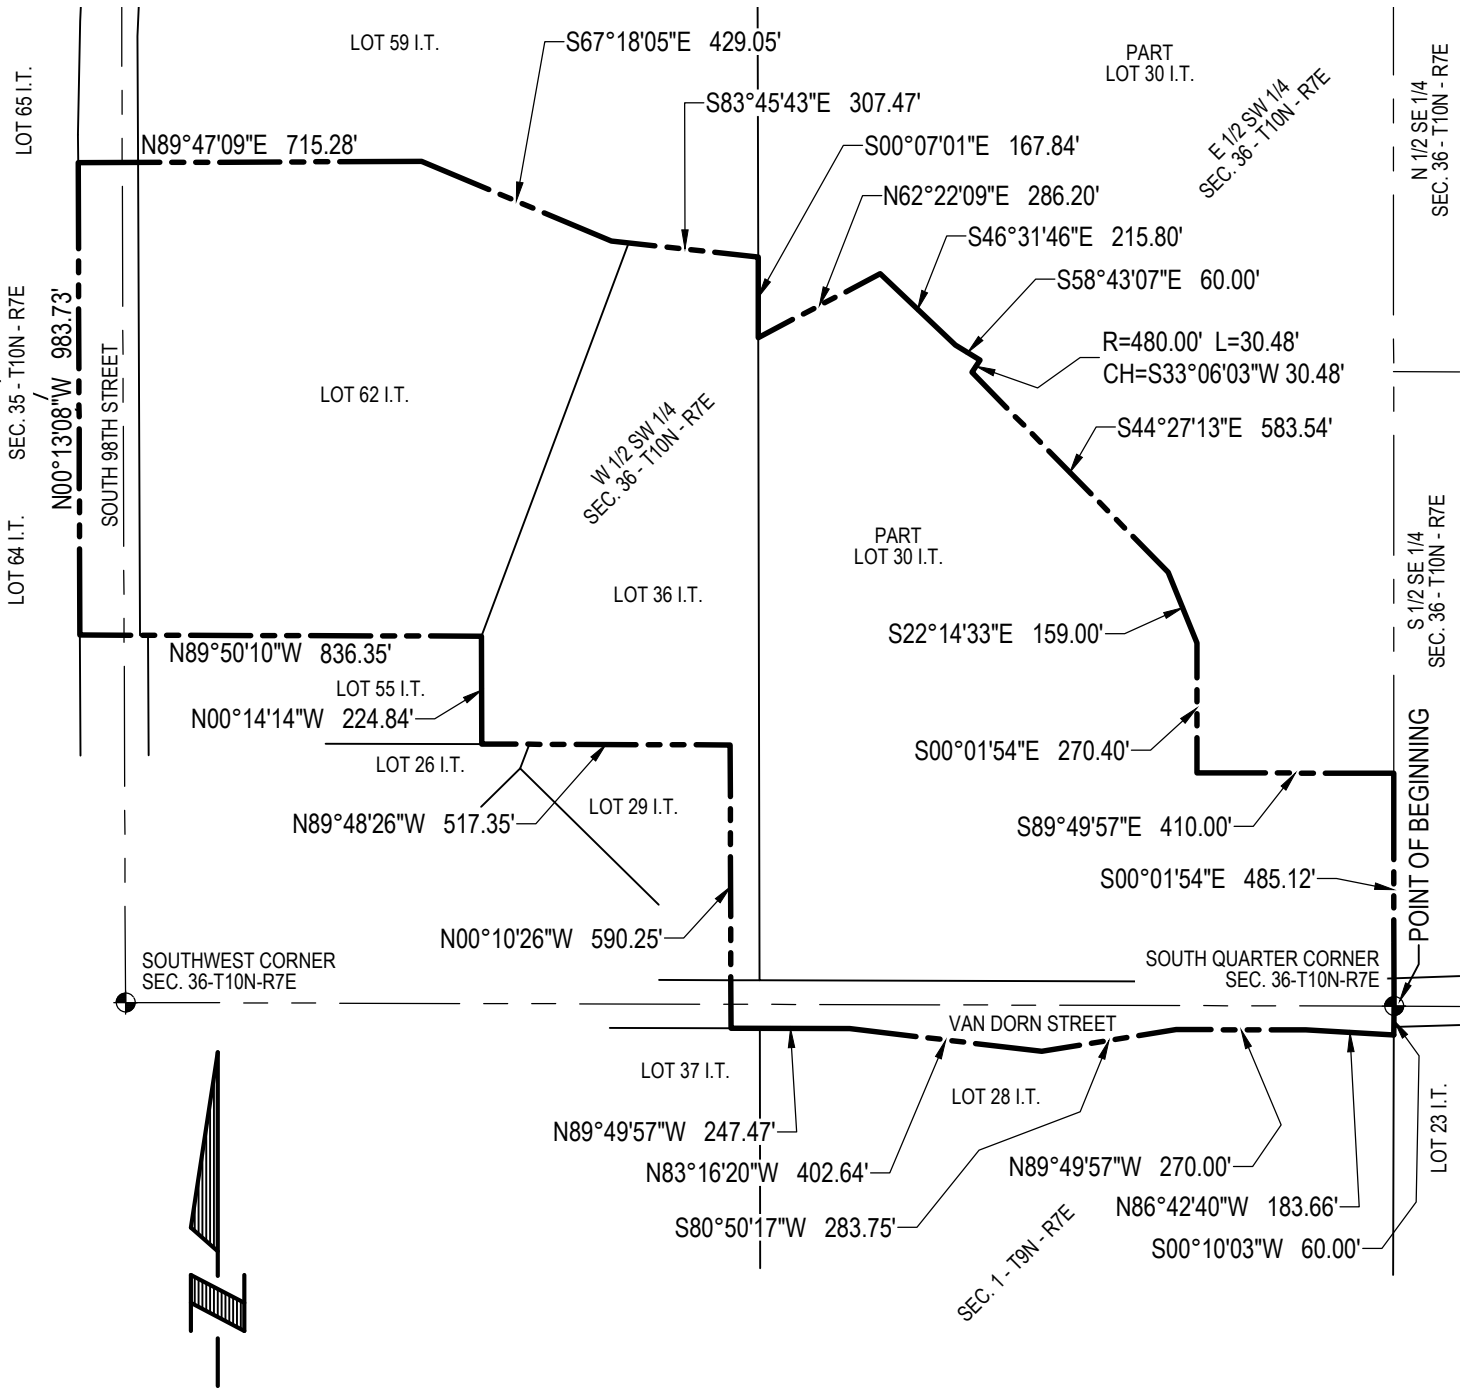 LOT 59 I.T.
S67°18'05"E 429.05'
PART
LOT 30 I.T.
LOT 65 I.T.
N 1/2 SE 1/4
SEC. 36 - T10N - R7E
S83°45'43"E 307.47'
E 1/2 SW 1/4
SEC. 36 - T10N - R7E
N89°47'09"E 715.28'
S00°07'01"E 167.84'
N62°22'09"E 286.20'
S46°31'46"E 215.80'
S58°43'07"E 60.00'
R=480.00' L=30.48'
CH=S33°06'03"W 30.48'
SEC. 35 - T10N - R7E
N00°13'08"W 983.73'
SOUTH 98TH STREET
LOT 62 I.T.
W 1/2 SW 1/4
SEC. 36 - T10N - R7E
S44°27'13"E 583.54'
LOT 64 I.T.
PART
LOT 30 I.T.
S 1/2 SE 1/4
SEC. 36 - T10N - R7E
LOT 36 I.T.
S22°14'33"E 159.00'
N89°50'10"W 836.35'
LOT 55 I.T.
N00°14'14"W 224.84'
S00°01'54"E 270.40'
LOT 26 I.T.
LOT 29 I.T.
N89°48'26"W 517.35'
S89°49'57"E 410.00'
POINT OF BEGINNING
S00°01'54"E 485.12'
N00°10'26"W 590.25'
SOUTHWEST CORNER
SEC. 36-T10N-R7E
SOUTH QUARTER CORNER
SEC. 36-T10N-R7E
VAN DORN STREET
LOT 37 I.T.
LOT 28 I.T.
LOT 23 I.T.
N89°49'57"W 247.47'
N83°16'20"W 402.64'
N89°49'57"W 270.00'
N86°42'40"W 183.66'
S80°50'17"W 283.75'
S00°10'03"W 60.00'
SEC. 1 - T9N - R7E